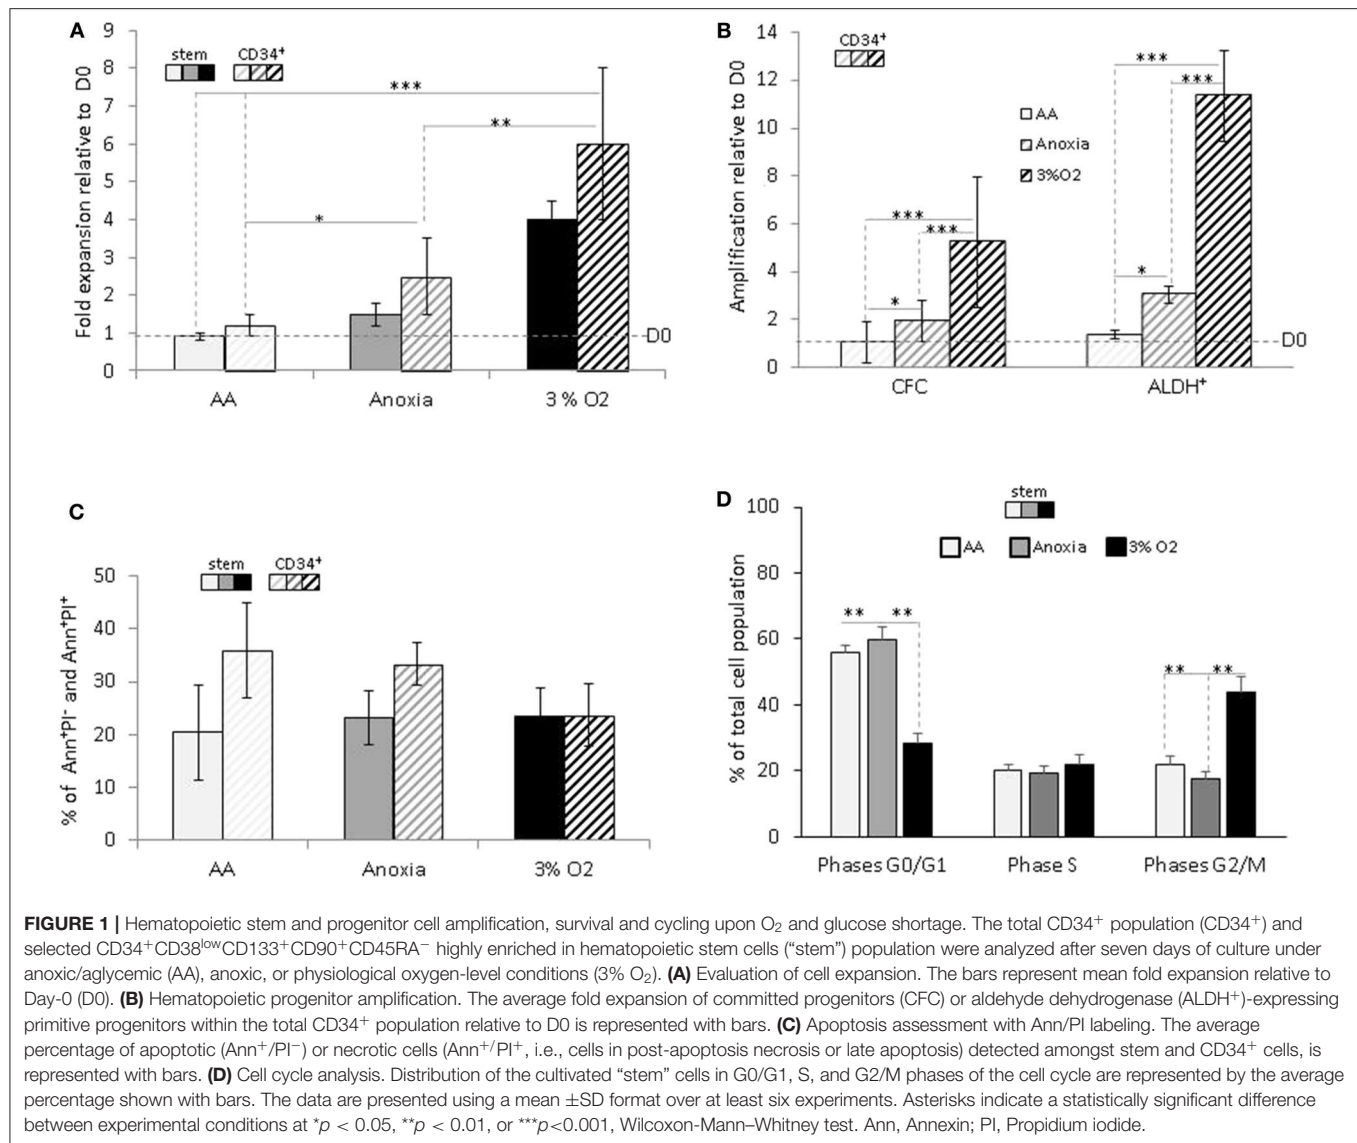 A
Fold expansion relative to D0
9
8
7
6
5
4
3
2
1
0
stem
CD34⁺
***
**
*
D0
AA
Anoxia
3 % O2
B
Amplification relative to D0
14
12
10
8
6
4
2
0
CD34⁺
AA
Anoxia
3%O2
***
***
*
***
***
*
D0
CFC
ALDH⁺
C
% of Ann⁺PI⁻ and Ann⁺PI⁺
50
40
30
20
10
0
stem
CD34⁺
AA
Anoxia
3% O2
D
% of total cell population
100
80
60
40
20
0
stem
AA
Anoxia
3% O2
**
**
**
**
Phases G0/G1
Phase S
Phases G2/M
FIGURE 1 | Hematopoietic stem and progenitor cell amplification, survival and cycling upon O₂ and glucose shortage. The total CD34⁺ population (CD34⁺) and
selected CD34⁺CD38ˡᵒʷCD133⁺CD90⁺CD45RA⁻ highly enriched in hematopoietic stem cells (“stem”) population were analyzed after seven days of culture under
anoxic/aglycemic (AA), anoxic, or physiological oxygen-level conditions (3% O₂). (A) Evaluation of cell expansion. The bars represent mean fold expansion relative to
Day-0 (D0). (B) Hematopoietic progenitor amplification. The average fold expansion of committed progenitors (CFC) or aldehyde dehydrogenase (ALDH⁺)-expressing
primitive progenitors within the total CD34⁺ population relative to D0 is represented with bars. (C) Apoptosis assessment with Ann/PI labeling. The average
percentage of apoptotic (Ann⁺/PI⁻) or necrotic cells (Ann⁺/PI⁺, i.e., cells in post-apoptosis necrosis or late apoptosis) detected amongst stem and CD34⁺ cells, is
represented with bars. (D) Cell cycle analysis. Distribution of the cultivated “stem” cells in G0/G1, S, and G2/M phases of the cell cycle are represented by the average
percentage shown with bars. The data are presented using a mean ±SD format over at least six experiments. Asterisks indicate a statistically significant difference
between experimental conditions at *p < 0.05, **p < 0.01, or ***p<0.001, Wilcoxon-Mann–Whitney test. Ann, Annexin; PI, Propidium iodide.